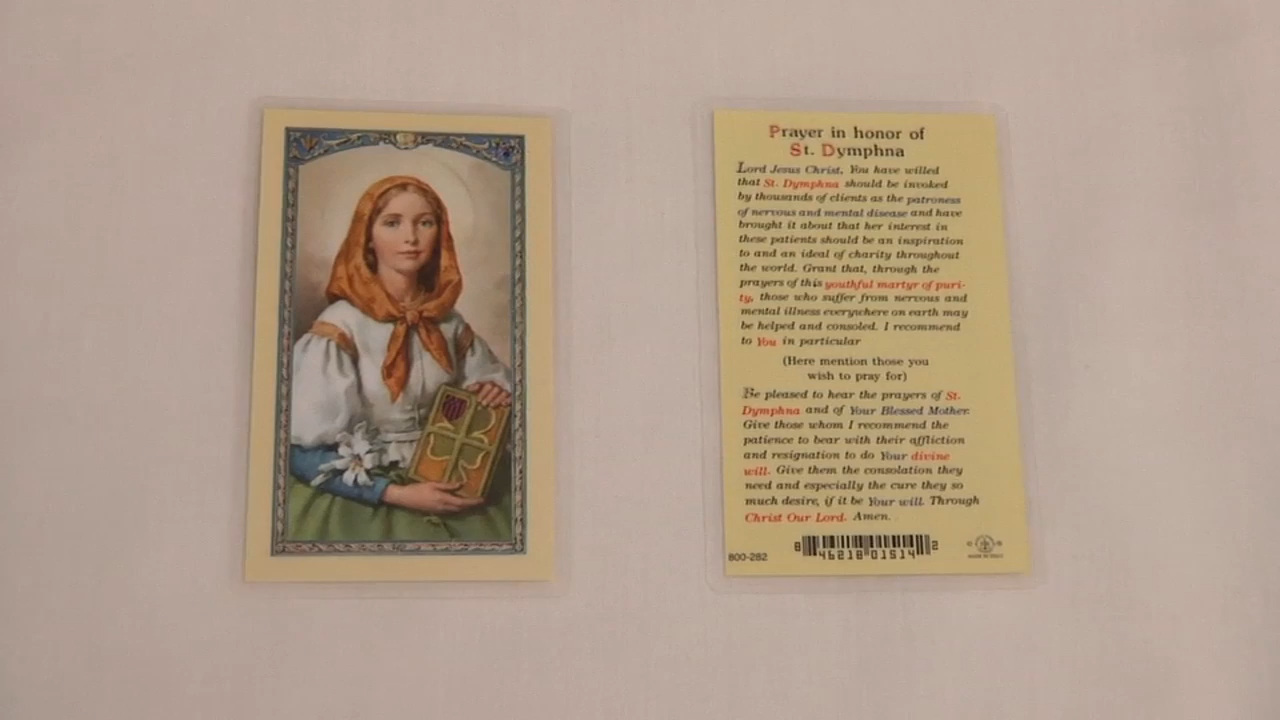 Prayer in honor of
St. Dymphna
Lord Jesus Christ, You have willed
that St. Dymphna should be invoked
by thousands of clients as the patroness
of nervous and mental disease and have
brought it about that her interest in
these patients should be an inspiration
to and an ideal of charity throughout
the world. Grant that, through the
prayers of this youthful martyr of puri-
ty, those who suffer from nervous and
mental illness everywhere on earth may
be helped and consoled. I recommend
to You in particular
(Here mention those you
wish to pray for)
Be pleased to hear the prayers of St.
Dymphna and of Your Blessed Mother.
Give those whom I recommend the
patience to bear with their affliction
and resignation to do Your divine
will. Give them the consolation they
need and especially the cure they so
much desire, if it be Your will. Through
Christ Our Lord. Amen.
800-282
8 46218 01514 2